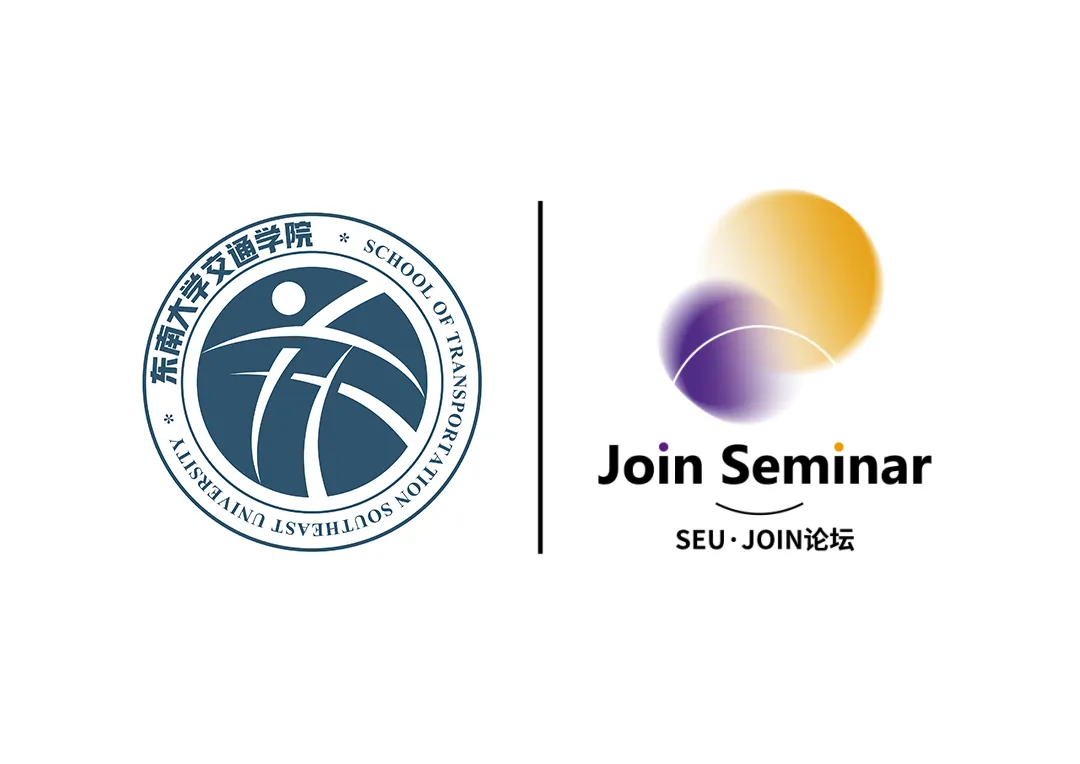 东南大学交通学院
* SCHOOL OF TRANSPORTATION SOUTHEAST UNIVERSITY *
Join Seminar
SEU·JOIN论坛